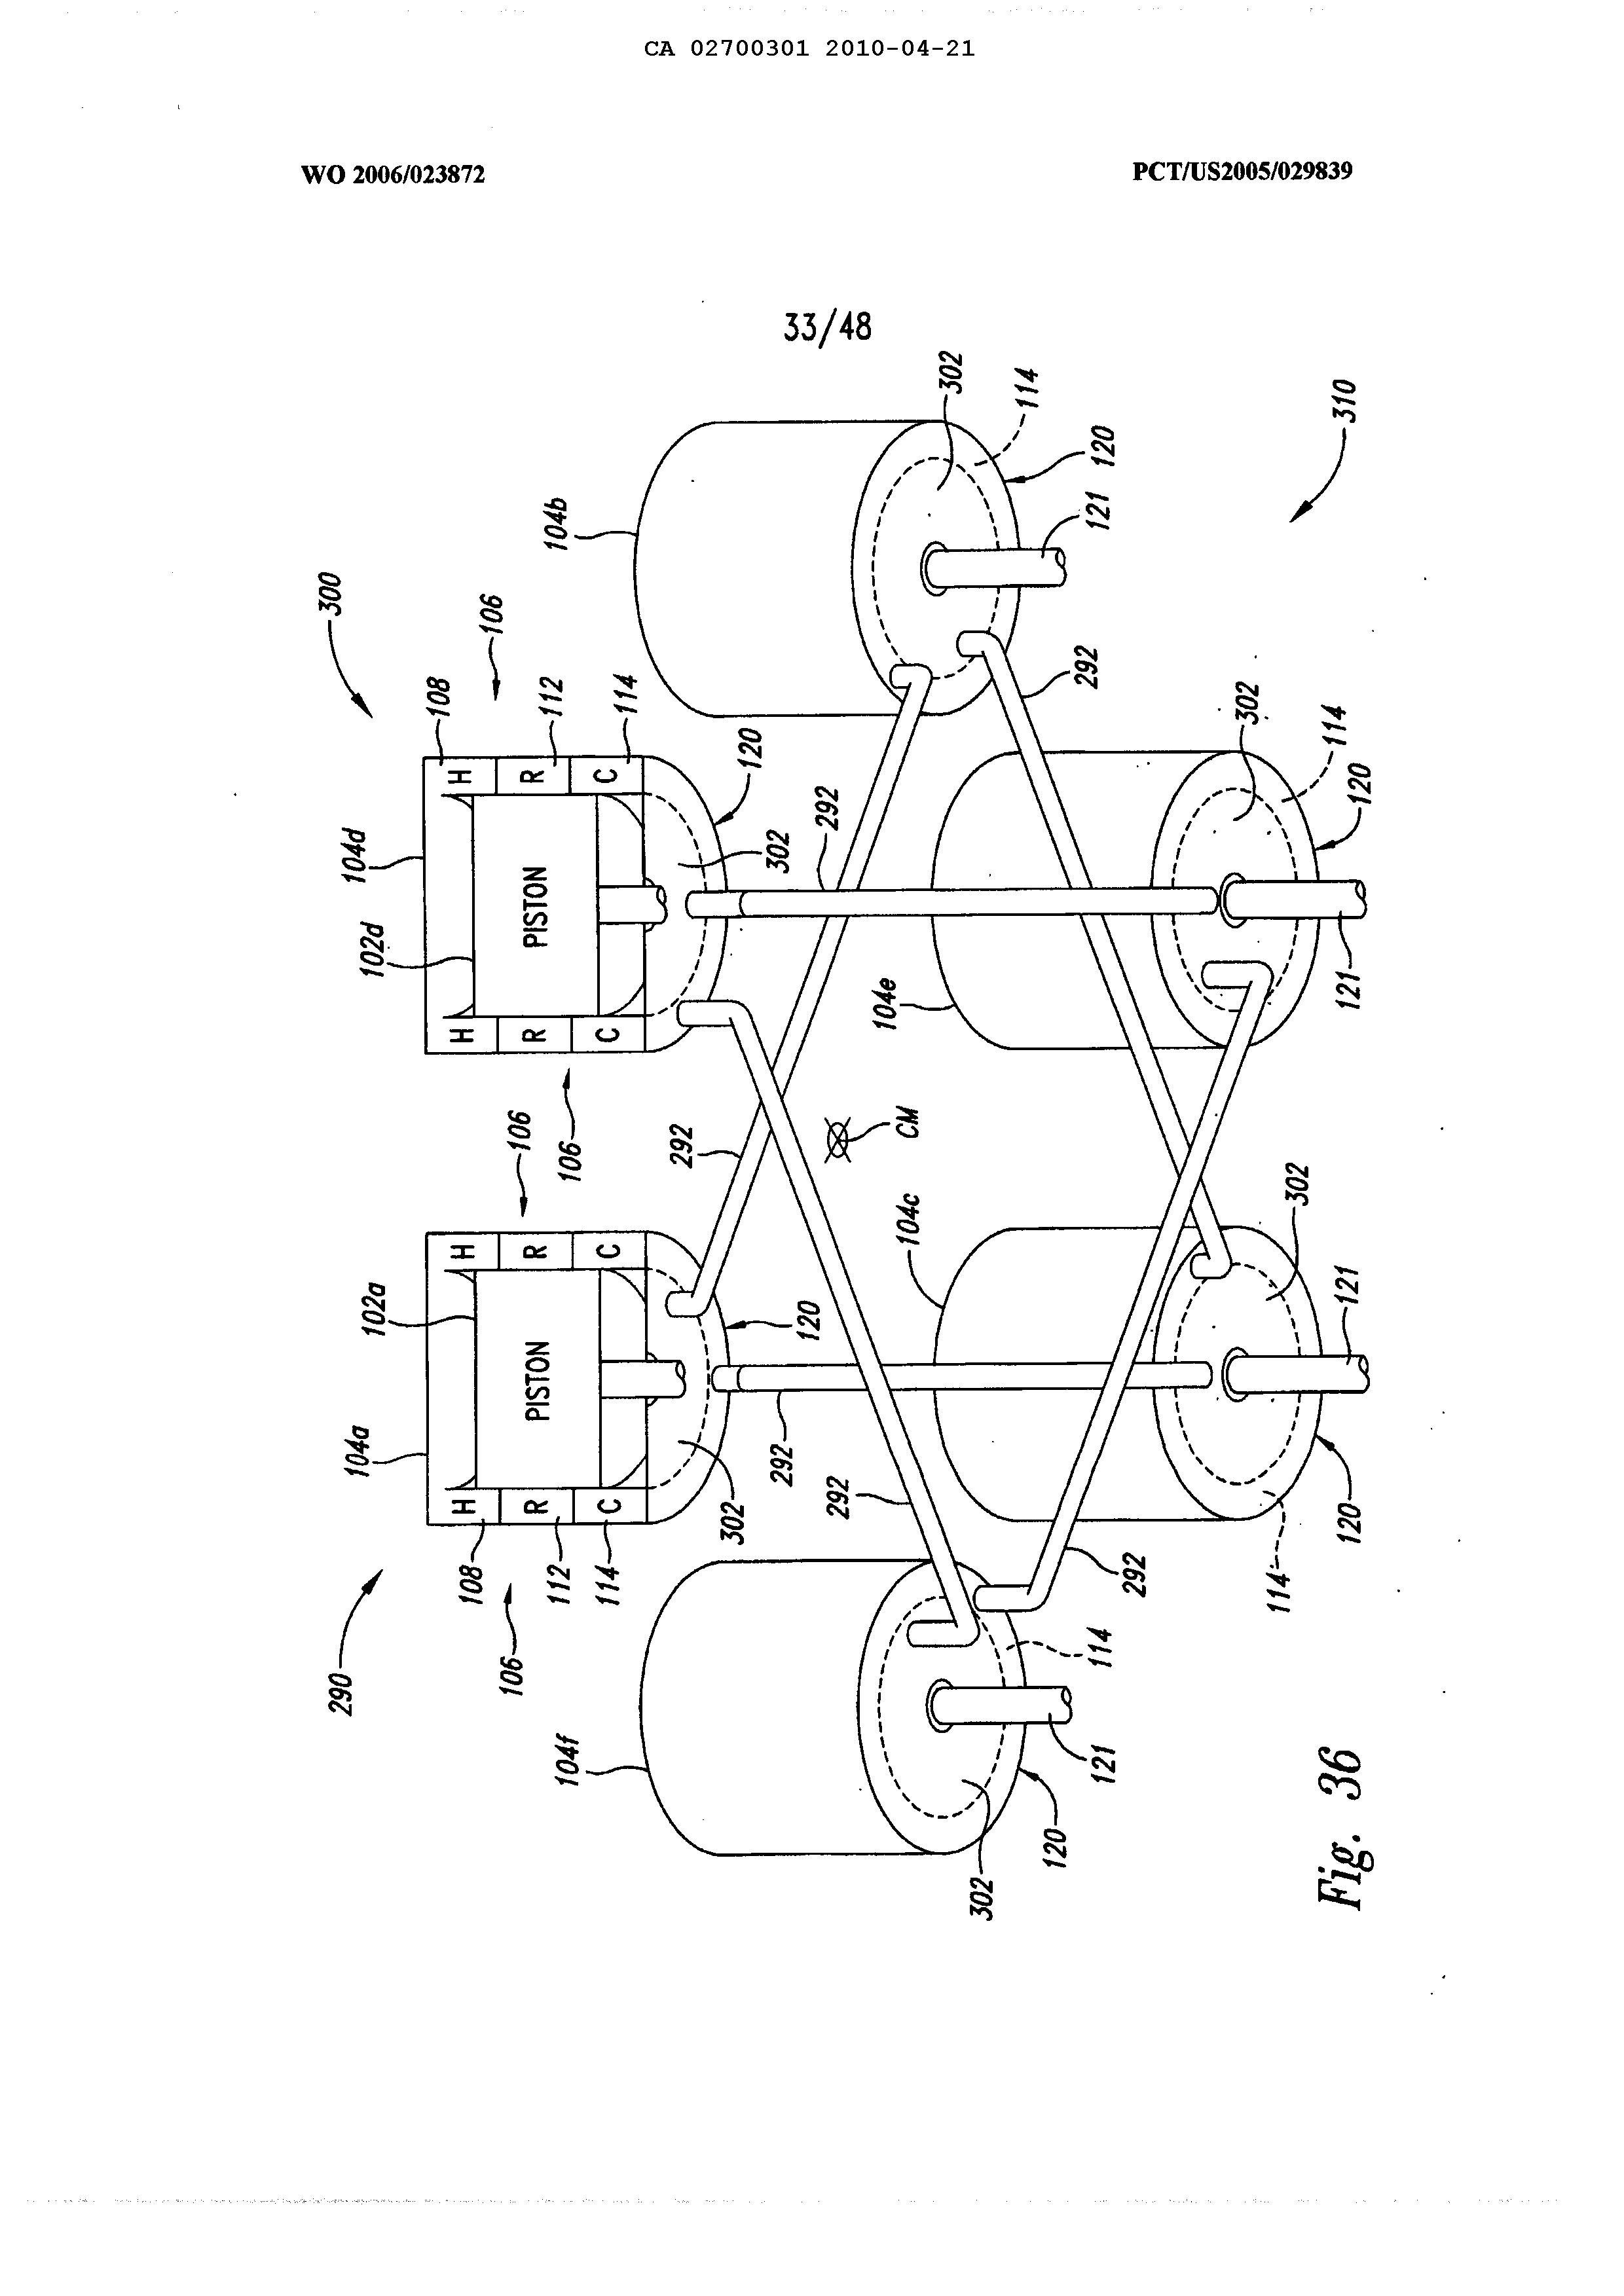 CA 02700301 2010-04-21
WO 2006/023872
PCT/US2005/029839
33/48
302
114
310
120
104b
121
300
106
108
112
114
292
302
114
120
120
104d
H
R
C
292
302
102d
PISTON
104e
121
H
R
C
106
106
292
CM
302
104c
H
R
C
102a
120
121
PISTON
104a
292
292
120
H
R
C
302
108
112
114
292
114
106
290
114
104f
121
120
302
Fig. 36